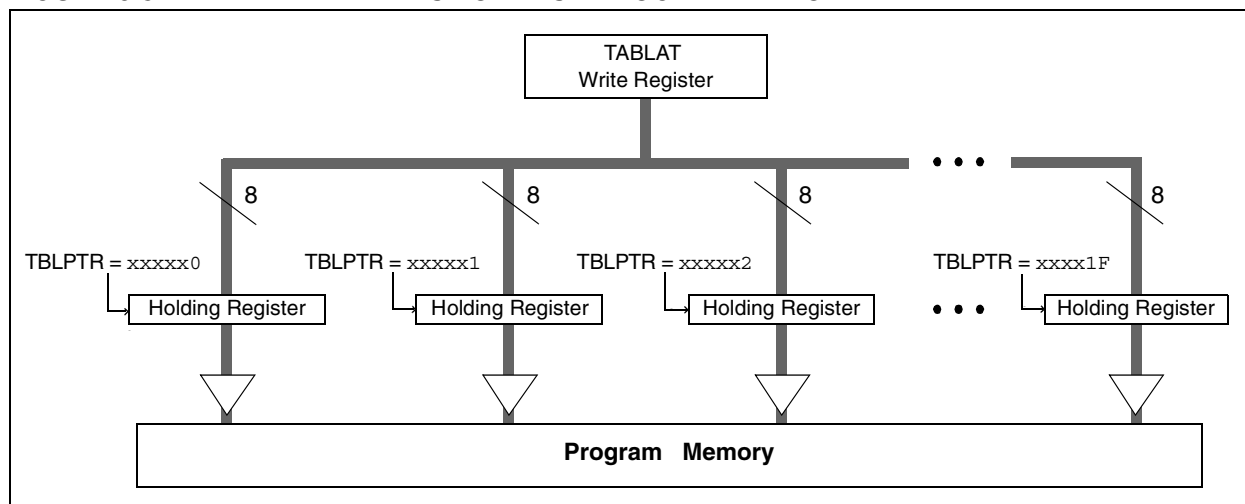 TABLAT
Write Register
• • •
8 8 8 8
TBLPTR = xxxxx0 TBLPTR = xxxxx1 TBLPTR = xxxxx2 TBLPTR = xxxx1F
Holding Register Holding Register Holding Register • • • Holding Register
Program Memory